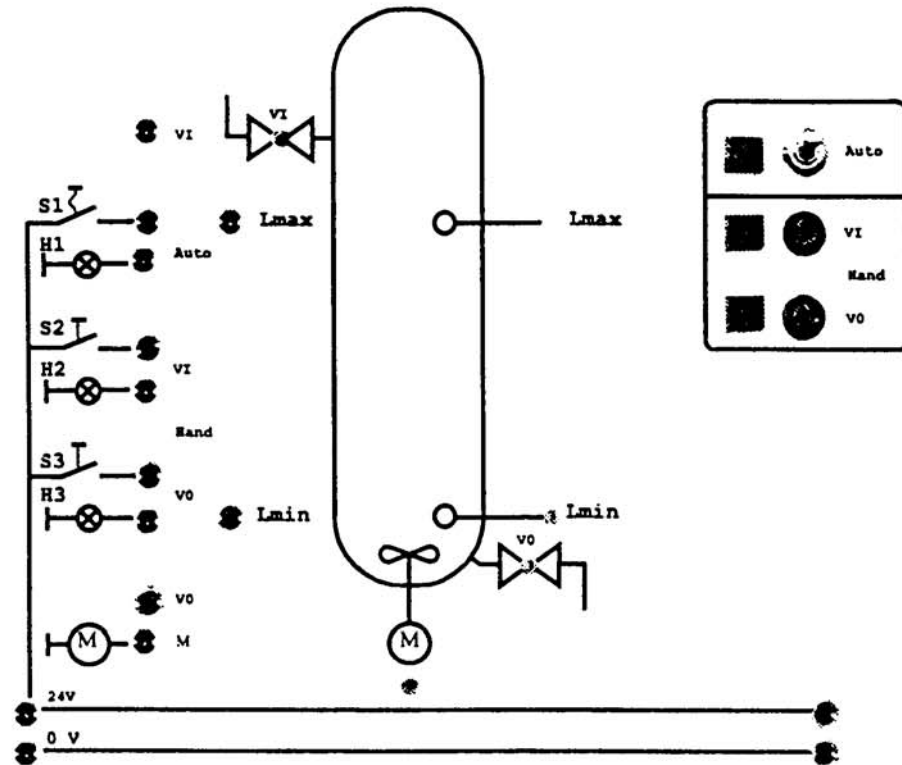 VI
VI
Auto
S1
Lmax
Lmax
H1
Auto
VI
Hand
VO
S2
VI
H2
Hand
S3
H3
VO
Lmin
Lmin
VO
VO
M
M
M
24V
0 V